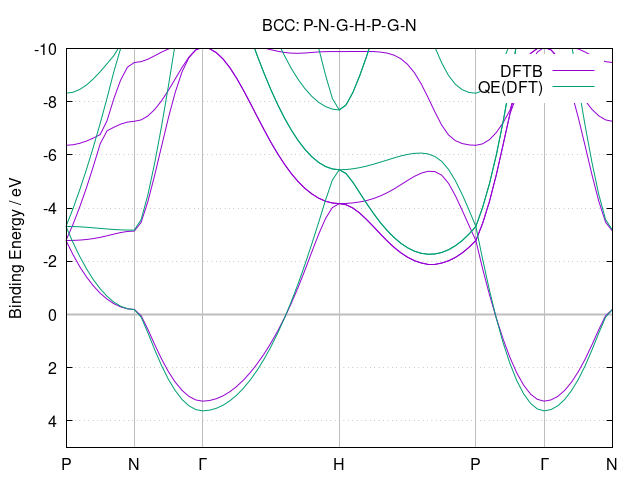 BCC: P-N-G-H-P-G-N
-10
-8
-6
-4
-2
0
2
4
Binding Energy / eV
DFTB
QE(DFT)
P N Γ H P Γ N